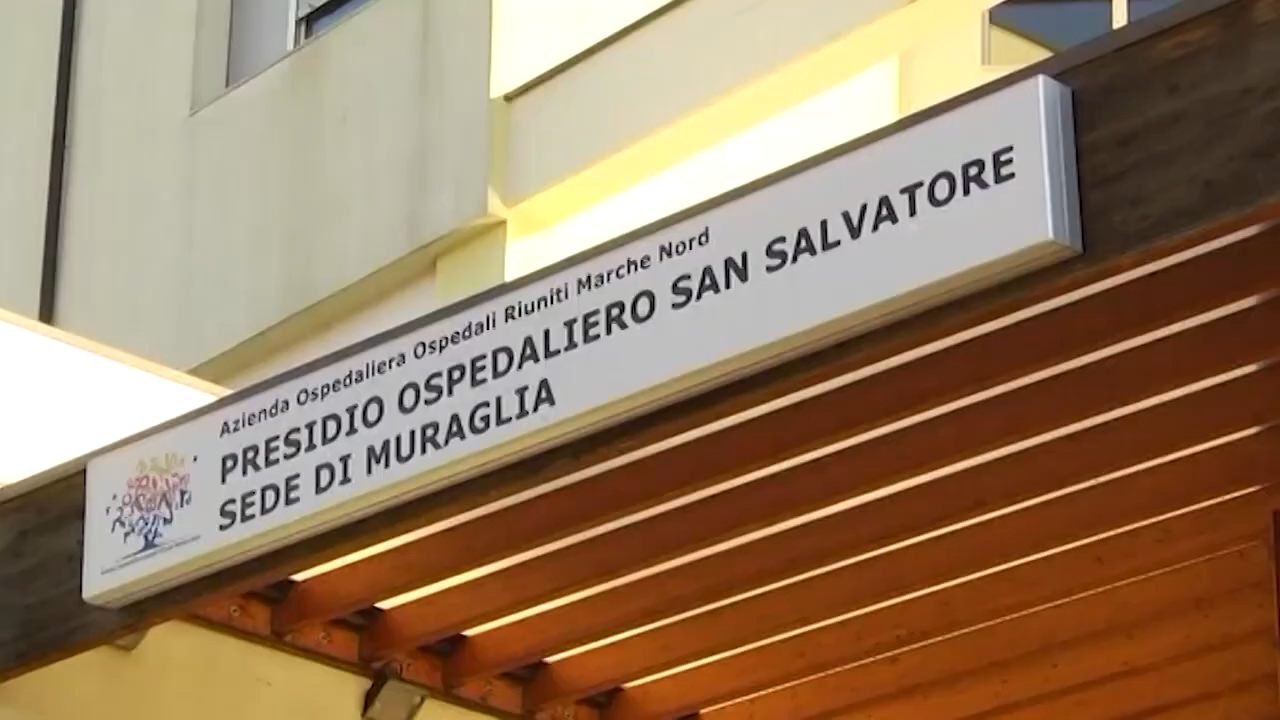 Azienda Ospedaliera Ospedali Riuniti Marche Nord
PRESIDIO OSPEDALIERO SAN SALVATORE
SEDE DI MURAGLIA